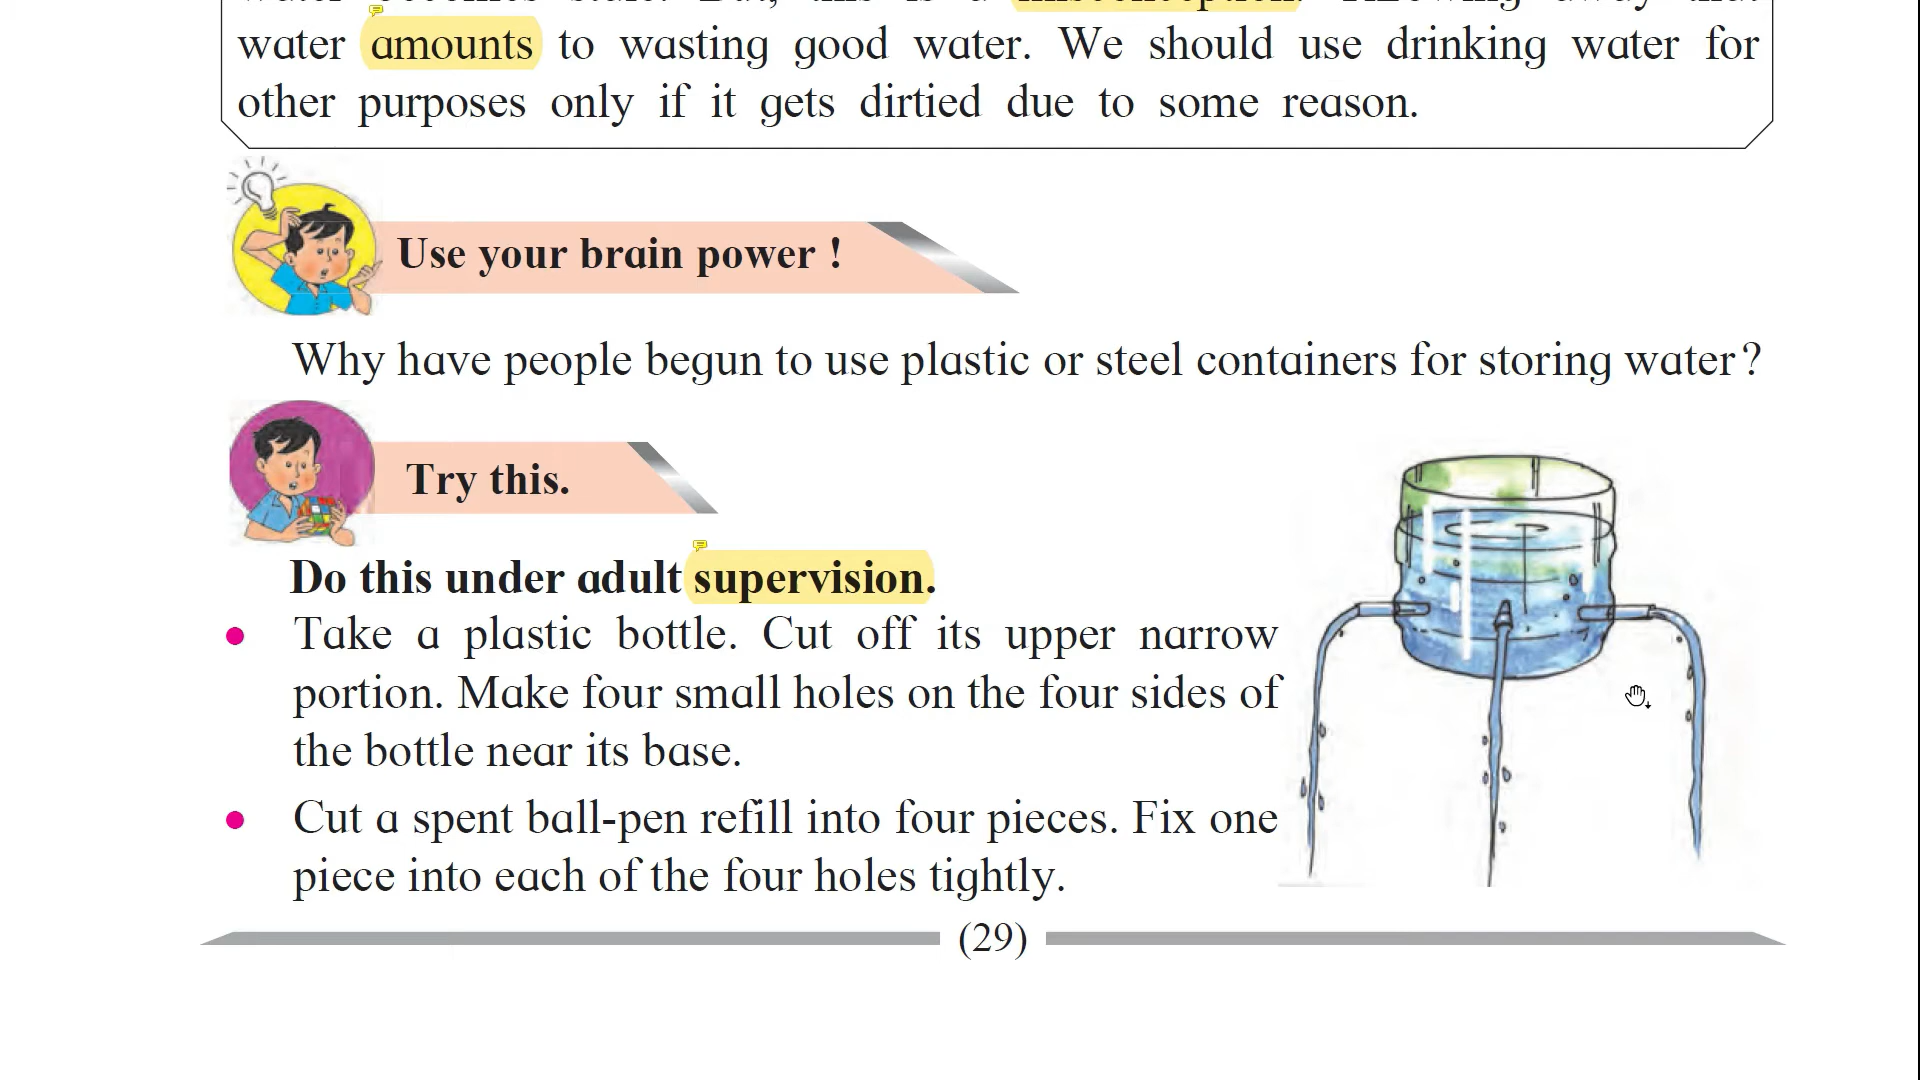 misconception.
water amounts to wasting good water. We should use drinking water for
other purposes only if it gets dirtied due to some reason.
Use your brain power !
Why have people begun to use plastic or steel containers for storing water?
Try this.
Do this under adult supervision.
Take a plastic bottle. Cut off its upper narrow
portion. Make four small holes on the four sides of
the bottle near its base.
Cut a spent ball-pen refill into four pieces. Fix one
piece into each of the four holes tightly.
(29)